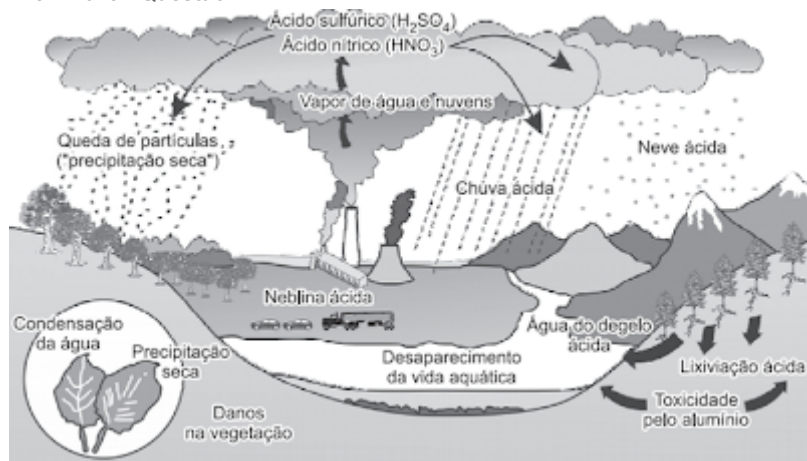 Ácido sulfúrico (H₂SO₄)
Ácido nítrico (HNO₃)
Vapor de água e nuvens
Queda de partículas
("precipitação seca")
Chuva ácida
Neve ácida
Neblina ácida
Condensação
da água
Precipitação
seca
Danos
na vegetação
Desaparecimento
da vida aquática
Água do degelo
ácida
Lixiviação ácida
Toxicidade
pelo alumínio